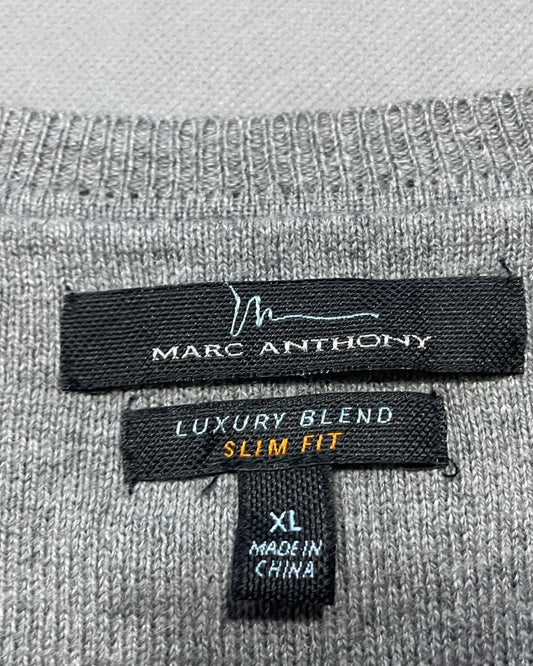 MARC ANTHONY
LUXURY BLEND
SLIM FIT
XL
MADE IN
CHINA